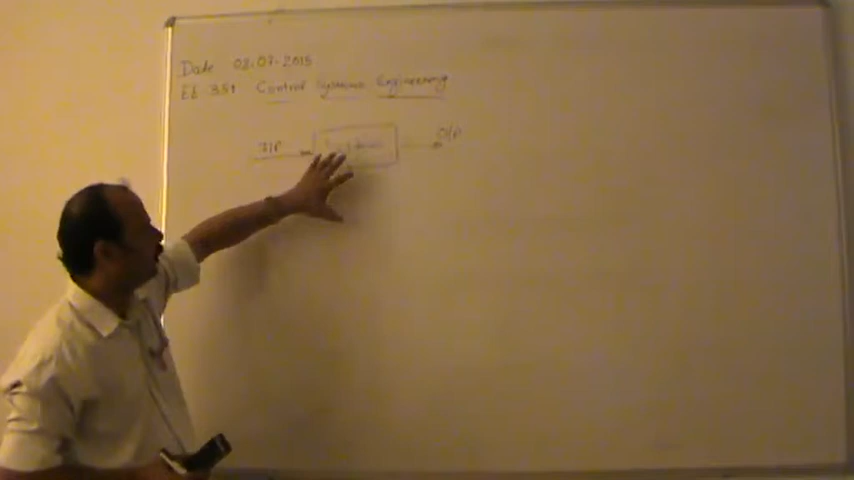 Date 02.07.2015
EE 351 Control Systems Engineering
I/P O/P